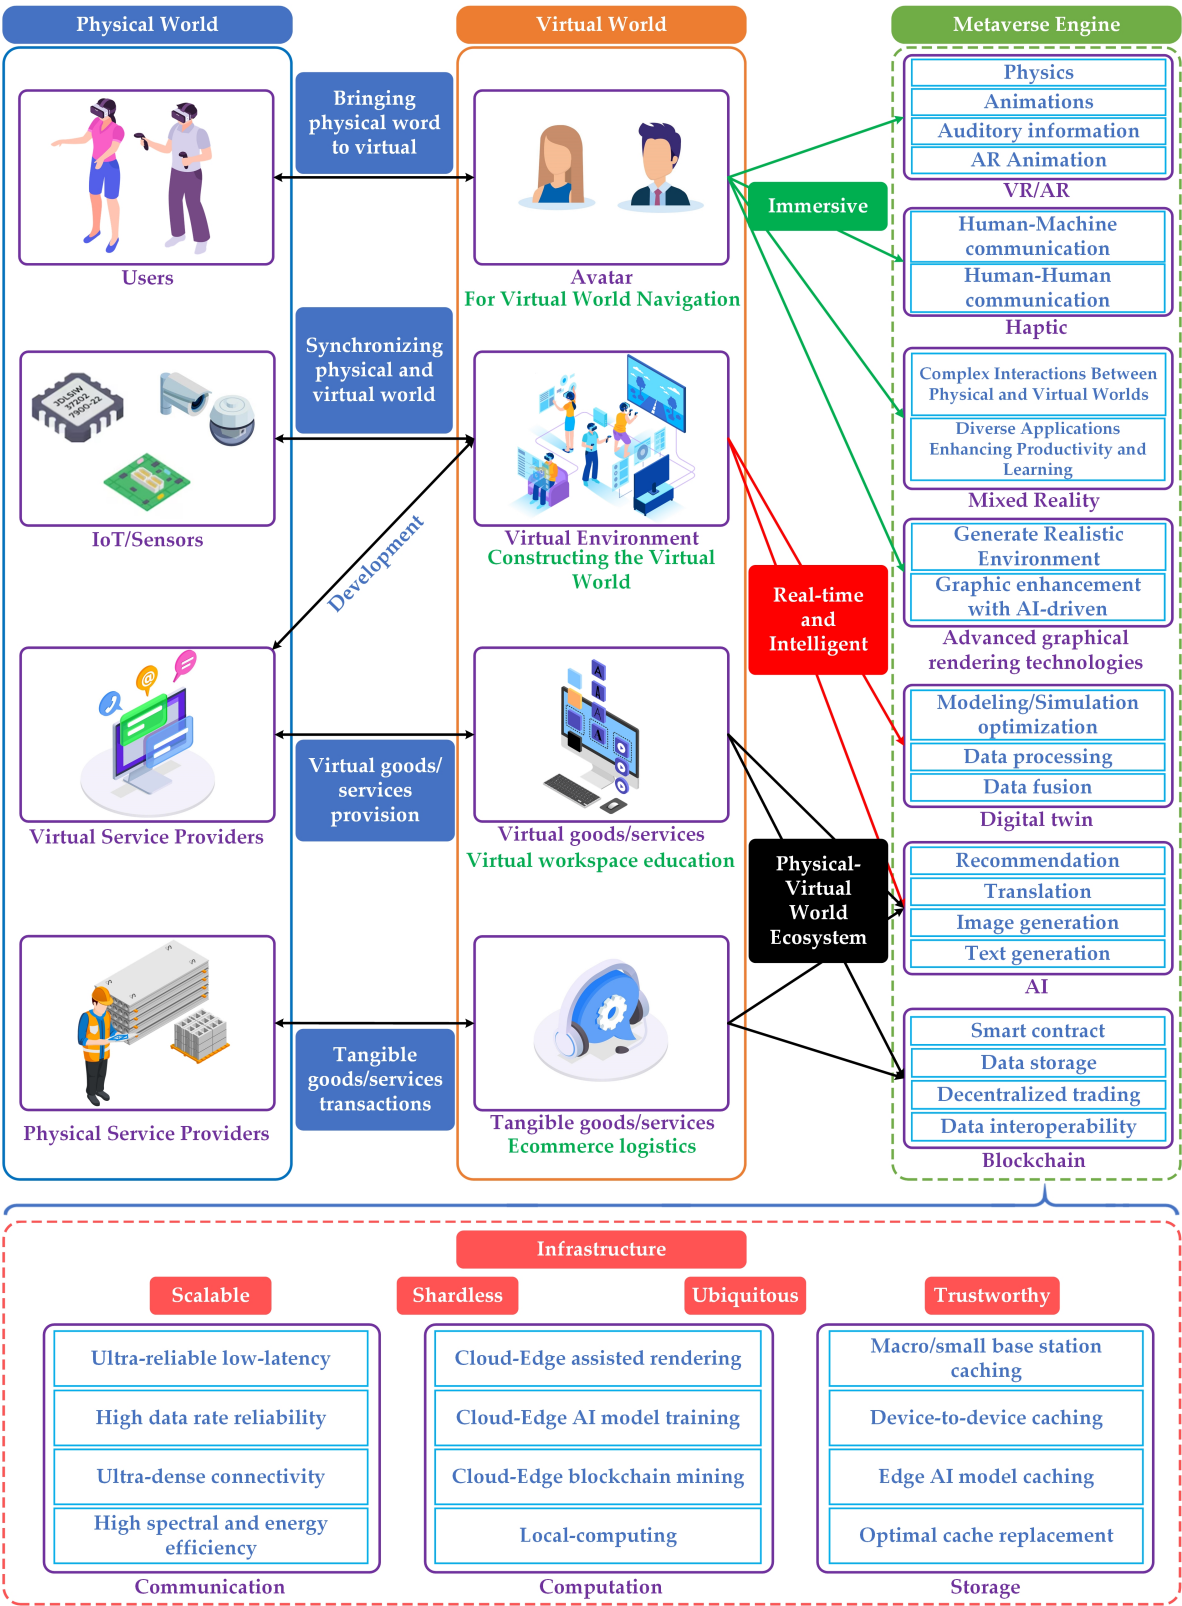 Physical World
Virtual World
Metaverse Engine
Bringing
physical word
to virtual
Users
Avatar
For Virtual World Navigation
Immersive
Physics
Animations
Auditory information
AR Animation
VR/AR
Human-Machine
communication
Human-Human
communication
Haptic
Synchronizing
physical and
virtual world
JDLSIW
37202
7900-22
IoT/Sensors
Development
Virtual Environment
Constructing the Virtual
World
Complex Interactions Between
Physical and Virtual Worlds
Diverse Applications
Enhancing Productivity and
Learning
Mixed Reality
Generate Realistic
Environment
Graphic enhancement
with AI-driven
Advanced graphical
rendering technologies
Real-time
and
Intelligent
@
Virtual Service Providers
Virtual goods/
services
provision
A
A
A
A
Virtual goods/services
Virtual workspace education
Modeling/Simulation
optimization
Data processing
Data fusion
Digital twin
Physical-
Virtual
World
Ecosystem
Recommendation
Translation
Image generation
Text generation
AI
Physical Service Providers
Tangible
goods/services
transactions
Tangible goods/services
Ecommerce logistics
Smart contract
Data storage
Decentralized trading
Data interoperability
Blockchain
Infrastructure
Scalable
Shardless
Ubiquitous
Trustworthy
Ultra-reliable low-latency
High data rate reliability
Ultra-dense connectivity
High spectral and energy
efficiency
Communication
Cloud-Edge assisted rendering
Cloud-Edge AI model training
Cloud-Edge blockchain mining
Local-computing
Computation
Macro/small base station
caching
Device-to-device caching
Edge AI model caching
Optimal cache replacement
Storage